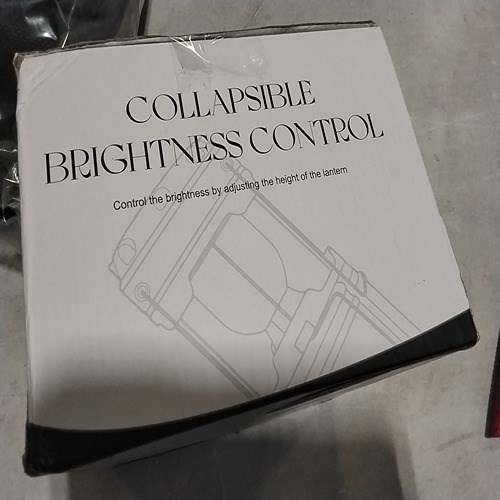 COLLAPSIBLE
BRIGHTNESS CONTROL
Control the brightness by adjusting the height of the lantern